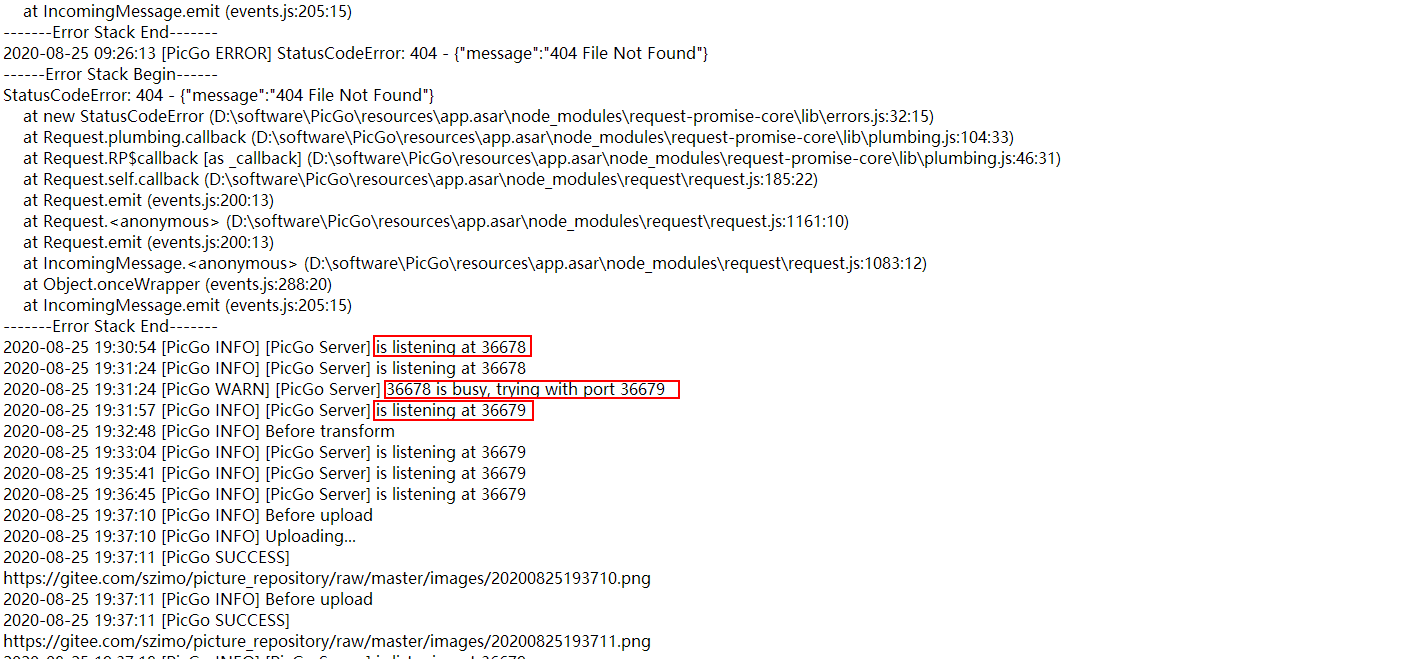 at IncomingMessage.emit (events.js:205:15)
-------Error Stack End-------
2020-08-25 09:26:13 [PicGo ERROR] StatusCodeError: 404 - {"message":"404 File Not Found"}
------Error Stack Begin------
StatusCodeError: 404 - {"message":"404 File Not Found"}
at new StatusCodeError (D:\software\PicGo\resources\app.asar\node_modules\request-promise-core\lib\errors.js:32:15)
at Request.plumbing.callback (D:\software\PicGo\resources\app.asar\node_modules\request-promise-core\lib\plumbing.js:104:33)
at Request.RP$callback [as _callback] (D:\software\PicGo\resources\app.asar\node_modules\request-promise-core\lib\plumbing.js:46:31)
at Request.self.callback (D:\software\PicGo\resources\app.asar\node_modules\request\request.js:185:22)
at Request.emit (events.js:200:13)
at Request.<anonymous> (D:\software\PicGo\resources\app.asar\node_modules\request\request.js:1161:10)
at Request.emit (events.js:200:13)
at IncomingMessage.<anonymous> (D:\software\PicGo\resources\app.asar\node_modules\request\request.js:1083:12)
at Object.onceWrapper (events.js:288:20)
at IncomingMessage.emit (events.js:205:15)
-------Error Stack End-------
2020-08-25 19:30:54 [PicGo INFO] [PicGo Server] is listening at 36678
2020-08-25 19:31:24 [PicGo INFO] [PicGo Server] is listening at 36678
2020-08-25 19:31:24 [PicGo WARN] [PicGo Server] 36678 is busy, trying with port 36679
2020-08-25 19:31:57 [PicGo INFO] [PicGo Server] is listening at 36679
2020-08-25 19:32:48 [PicGo INFO] Before transform
2020-08-25 19:33:04 [PicGo INFO] [PicGo Server] is listening at 36679
2020-08-25 19:35:41 [PicGo INFO] [PicGo Server] is listening at 36679
2020-08-25 19:36:45 [PicGo INFO] [PicGo Server] is listening at 36679
2020-08-25 19:37:10 [PicGo INFO] Before upload
2020-08-25 19:37:10 [PicGo INFO] Uploading...
2020-08-25 19:37:11 [PicGo SUCCESS]
https://gitee.com/szimo/picture_repository/raw/master/images/20200825193710.png
2020-08-25 19:37:11 [PicGo INFO] Before upload
2020-08-25 19:37:11 [PicGo SUCCESS]
https://gitee.com/szimo/picture_repository/raw/master/images/20200825193711.png